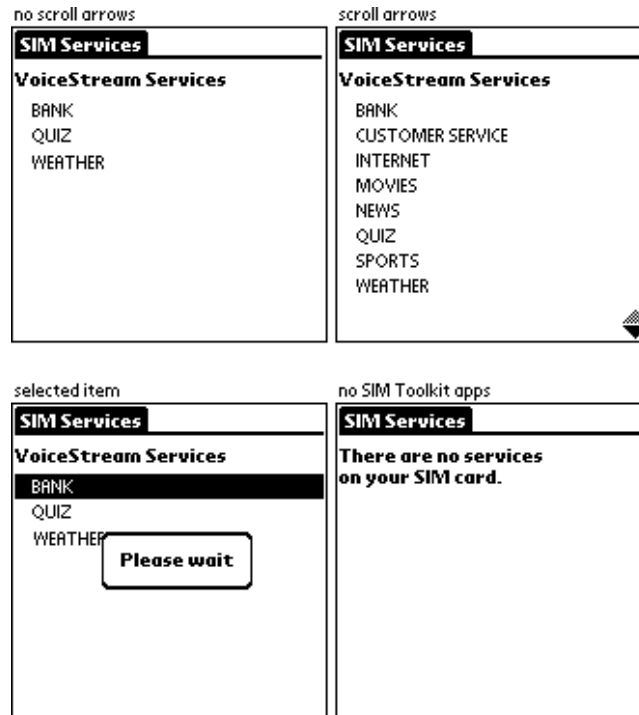 no scroll arrows
SIM Services
VoiceStream Services
BANK
QUIZ
WEATHER
scroll arrows
SIM Services
VoiceStream Services
BANK
CUSTOMER SERVICE
INTERNET
MOVIES
NEWS
QUIZ
SPORTS
WEATHER
selected item
SIM Services
VoiceStream Services
BANK
QUIZ
WEATHER
Please wait
no SIM Toolkit apps
SIM Services
There are no services
on your SIM card.